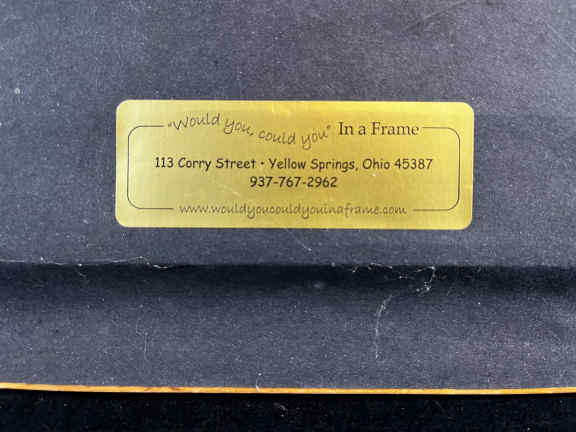 "Would you, could you" In a Frame
113 Corry Street • Yellow Springs, Ohio 45387
937-767-2962
www.wouldyoucouldyouinaframe.com